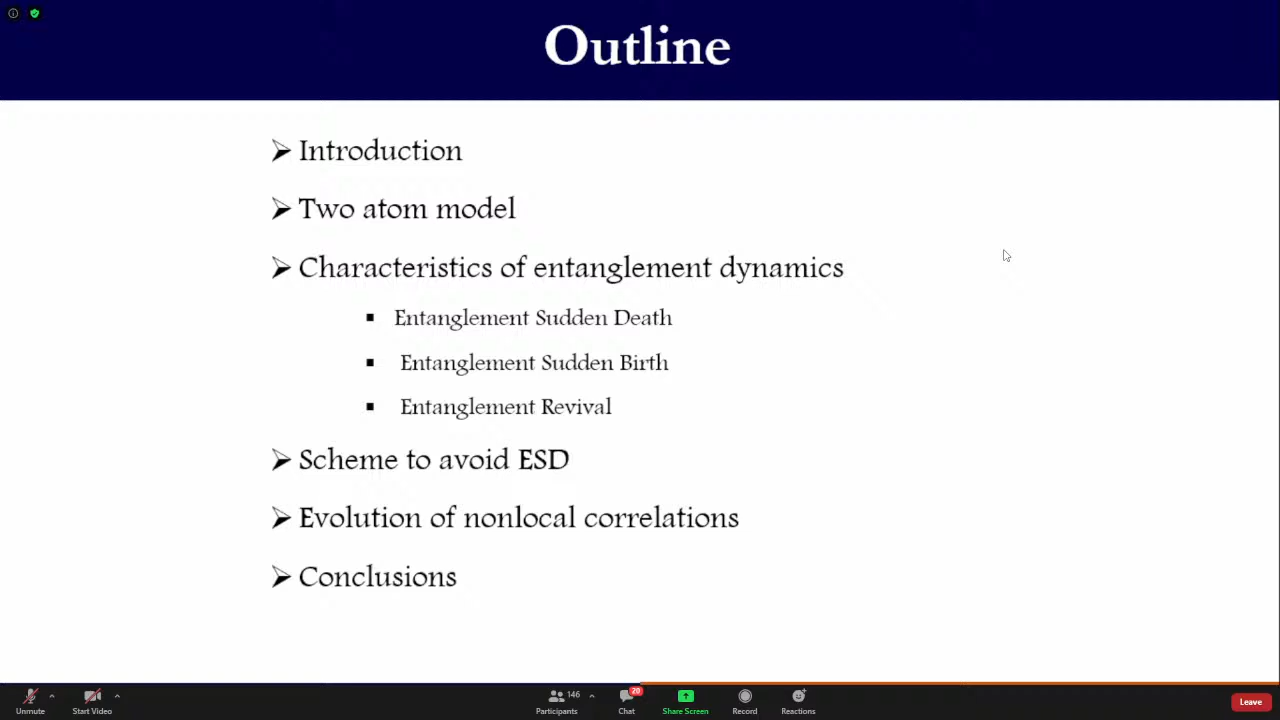 Outline
Introduction
Two atom model
Characteristics of entanglement dynamics
Entanglement Sudden Death
Entanglement Sudden Birth
Entanglement Revival
Scheme to avoid ESD
Evolution of nonlocal correlations
Conclusions
Unmute
Start Video
146
Participants
20
Chat
Share Screen
Record
Reactions
Leave